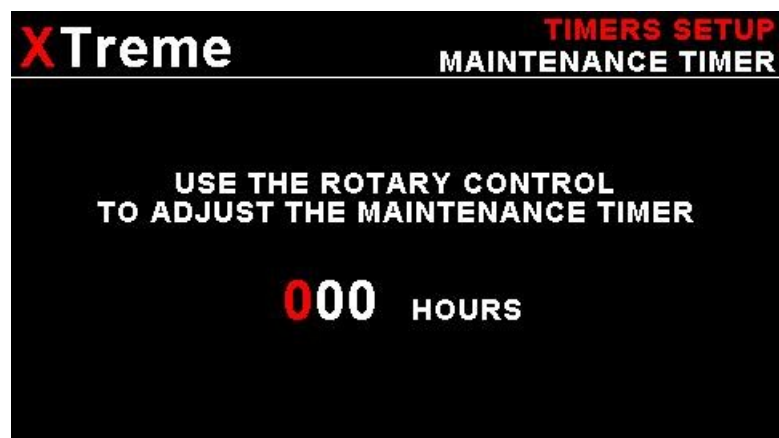 XTreme
TIMERS SETUP
MAINTENANCE TIMER
USE THE ROTARY CONTROL
TO ADJUST THE MAINTENANCE TIMER
000 HOURS